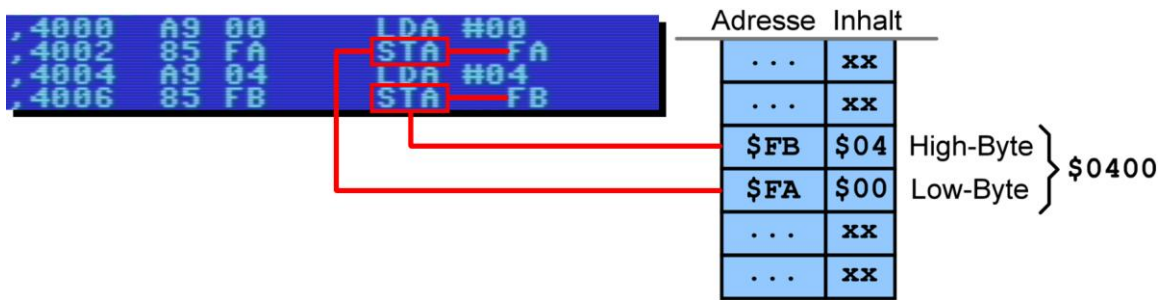 ,4000 A9 00 LDA #00
,4002 85 FA STA FA
,4004 A9 04 LDA #04
,4006 85 FB STA FB
Adresse Inhalt
... xx
... xx
$FB $04 High-Byte
$FA $00 Low-Byte
$0400
... xx
... xx